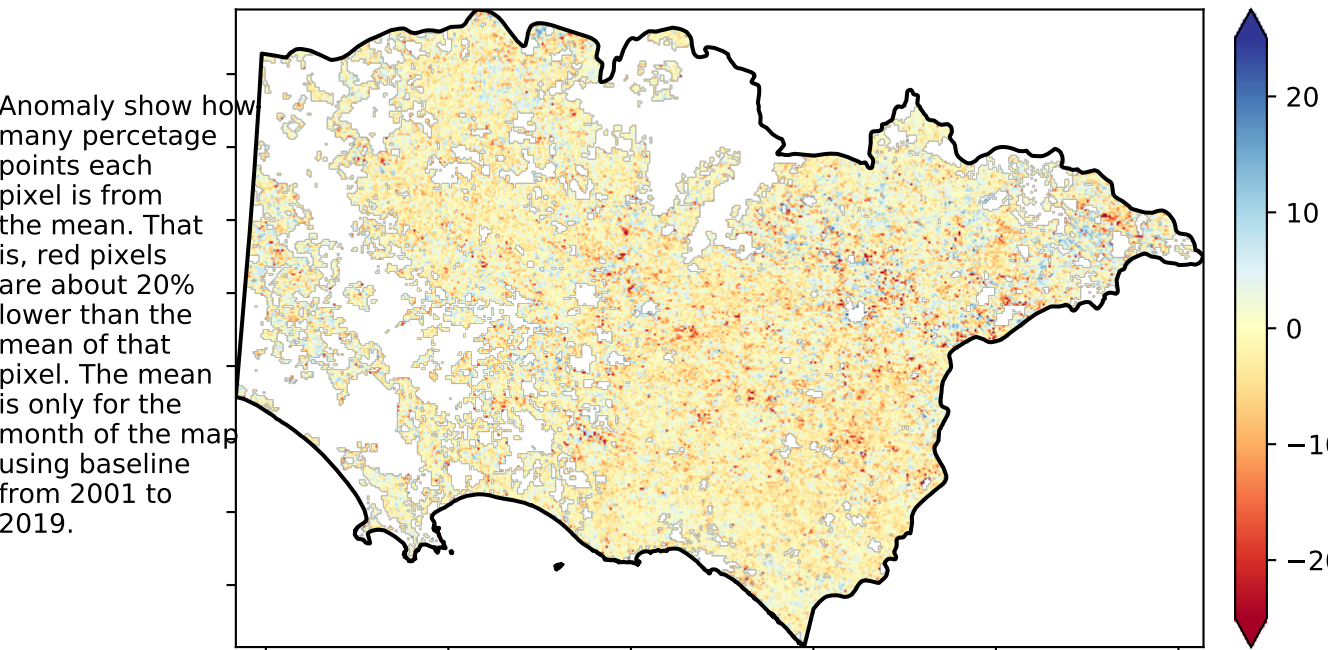 Anomaly show how
many percetage
points each
pixel is from
the mean. That
is, red pixels
are about 20%
lower than the
mean of that
pixel. The mean
is only for the
month of the map
using baseline
from 2001 to
2019.
20
10
0
−10
−20